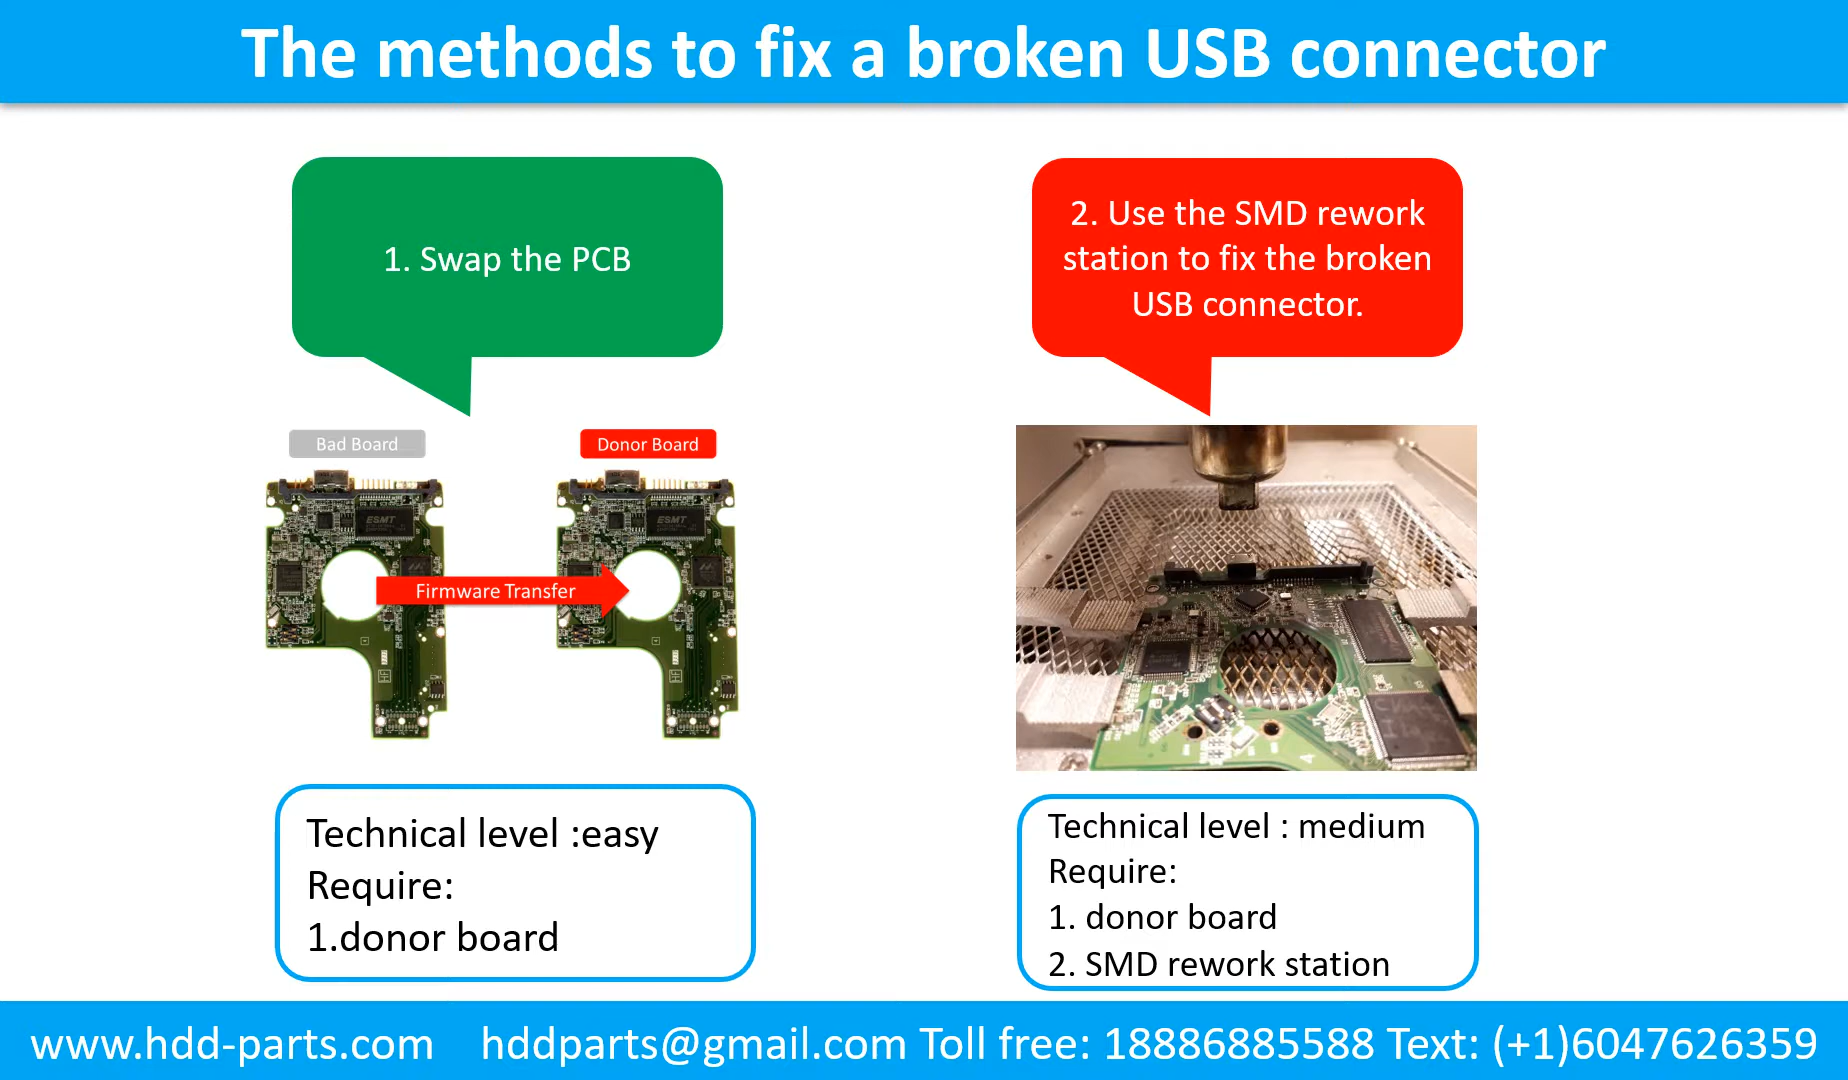 The methods to fix a broken USB connector
1. Swap the PCB
2. Use the SMD rework
station to fix the broken
USB connector.
Bad Board
Donor Board
ESMT
ESMT
Firmware Transfer
Technical level :easy
Require:
1.donor board
Technical level : medium
Require:
1. donor board
2. SMD rework station
www.hdd-parts.com hddparts@gmail.com Toll free: 18886885588 Text: (+1)6047626359